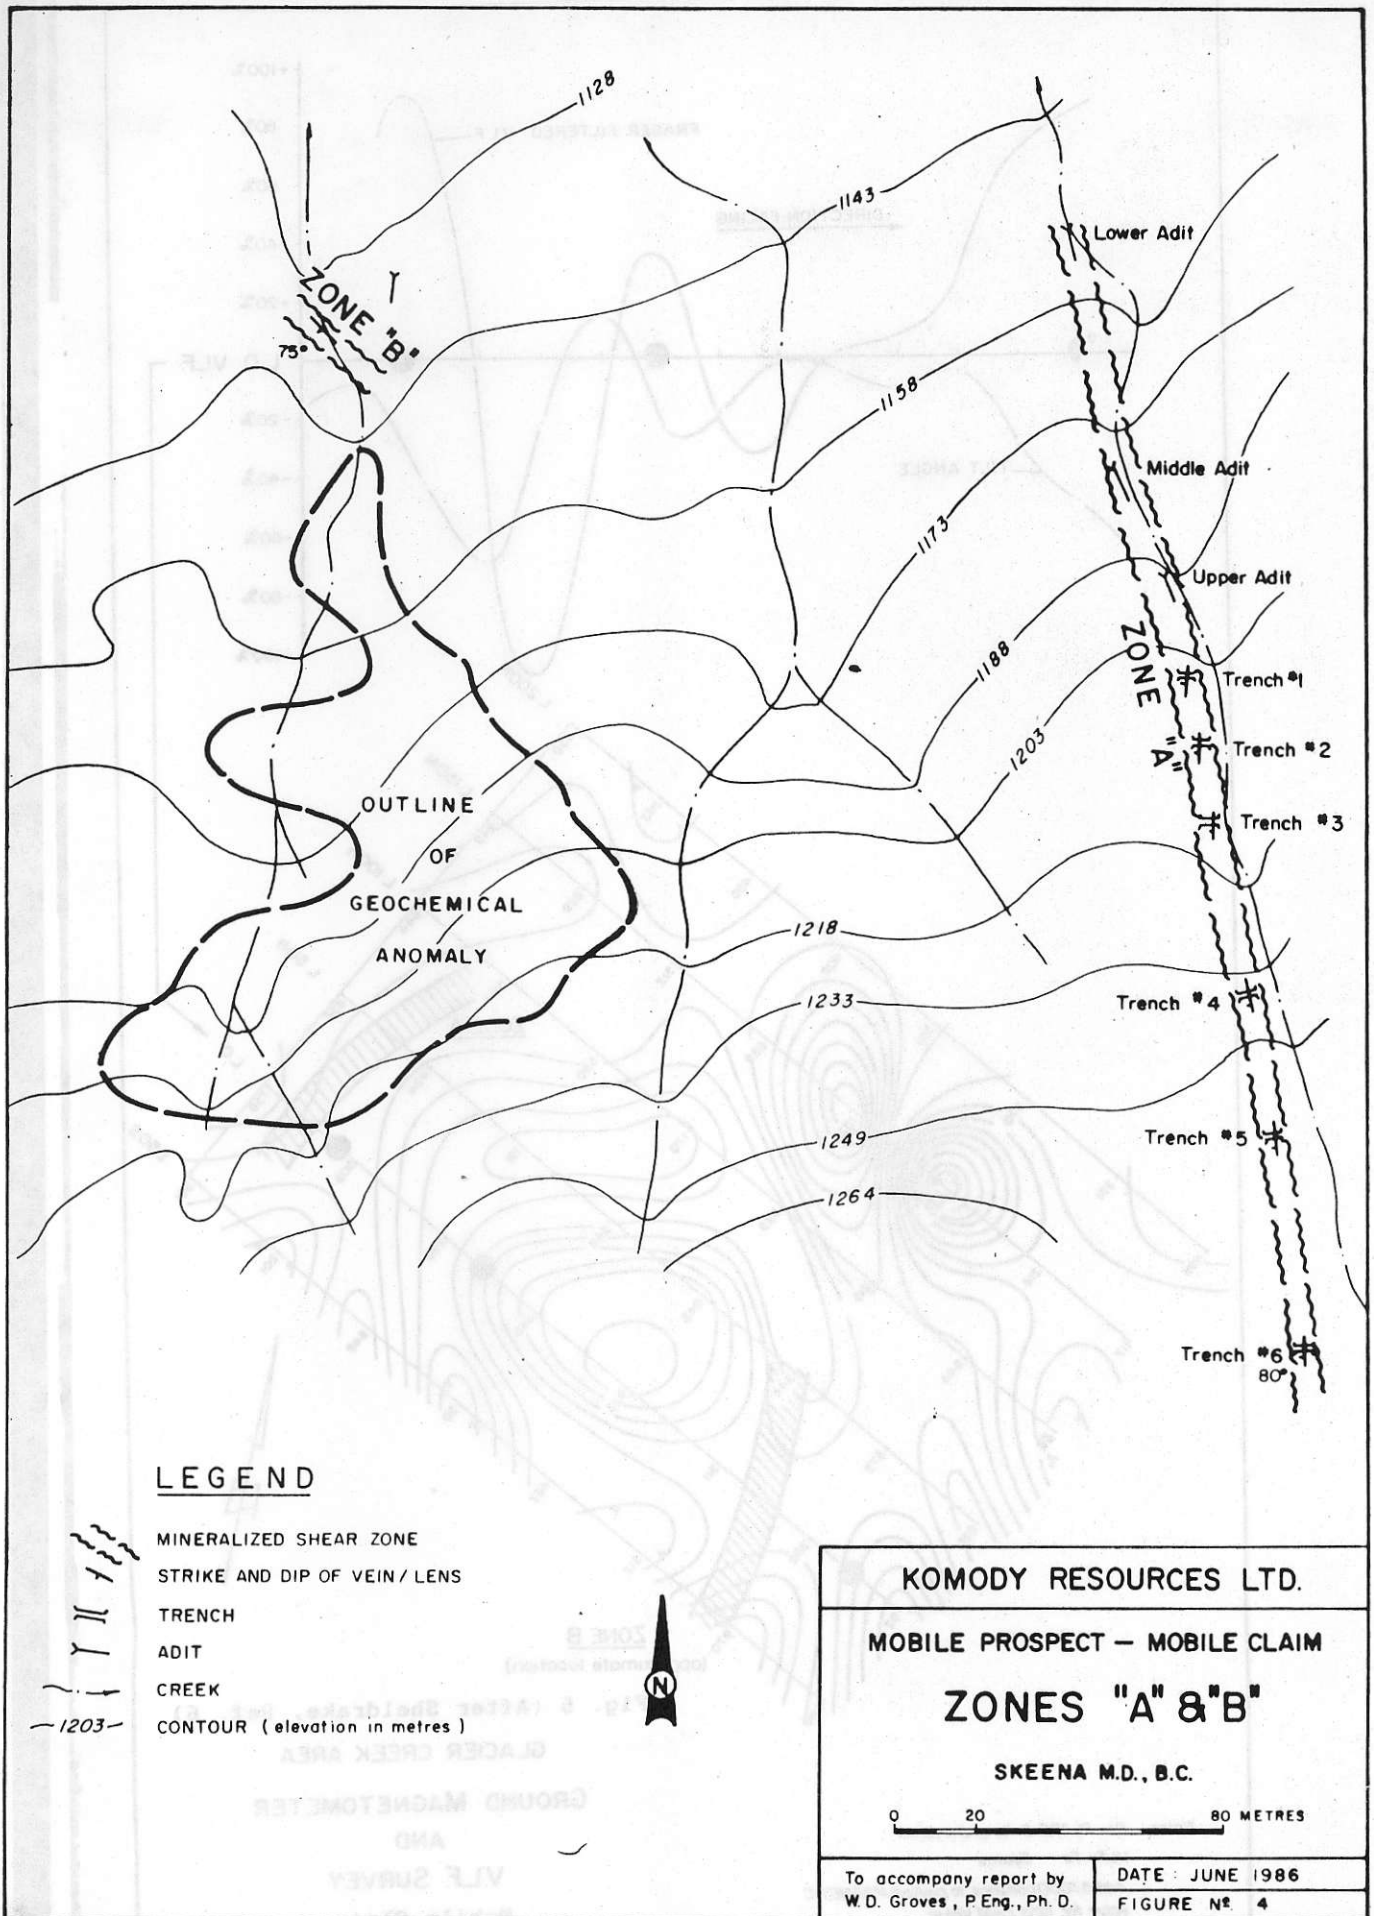 1128
1143
Lower Adit
ZONE "B"
75°
1158
Middle Adit
1173
Upper Adit
ZONE "A"
1188
Trench #1
1203
Trench #2
OUTLINE
OF
GEOCHEMICAL
ANOMALY
Trench #3
1218
1233
Trench #4
1249
Trench #5
1264
Trench #6
80°
LEGEND
MINERALIZED SHEAR ZONE
STRIKE AND DIP OF VEIN / LENS
TRENCH
ADIT
CREEK
1203 CONTOUR ( elevation in metres )
N
KOMODY RESOURCES LTD.
MOBILE PROSPECT — MOBILE CLAIM
ZONES "A" & "B"
SKEENA M.D., B.C.
0 20 80 METRES
To accompany report by
W.D. Groves, P.Eng., Ph. D.
DATE : JUNE 1986
FIGURE Nº 4